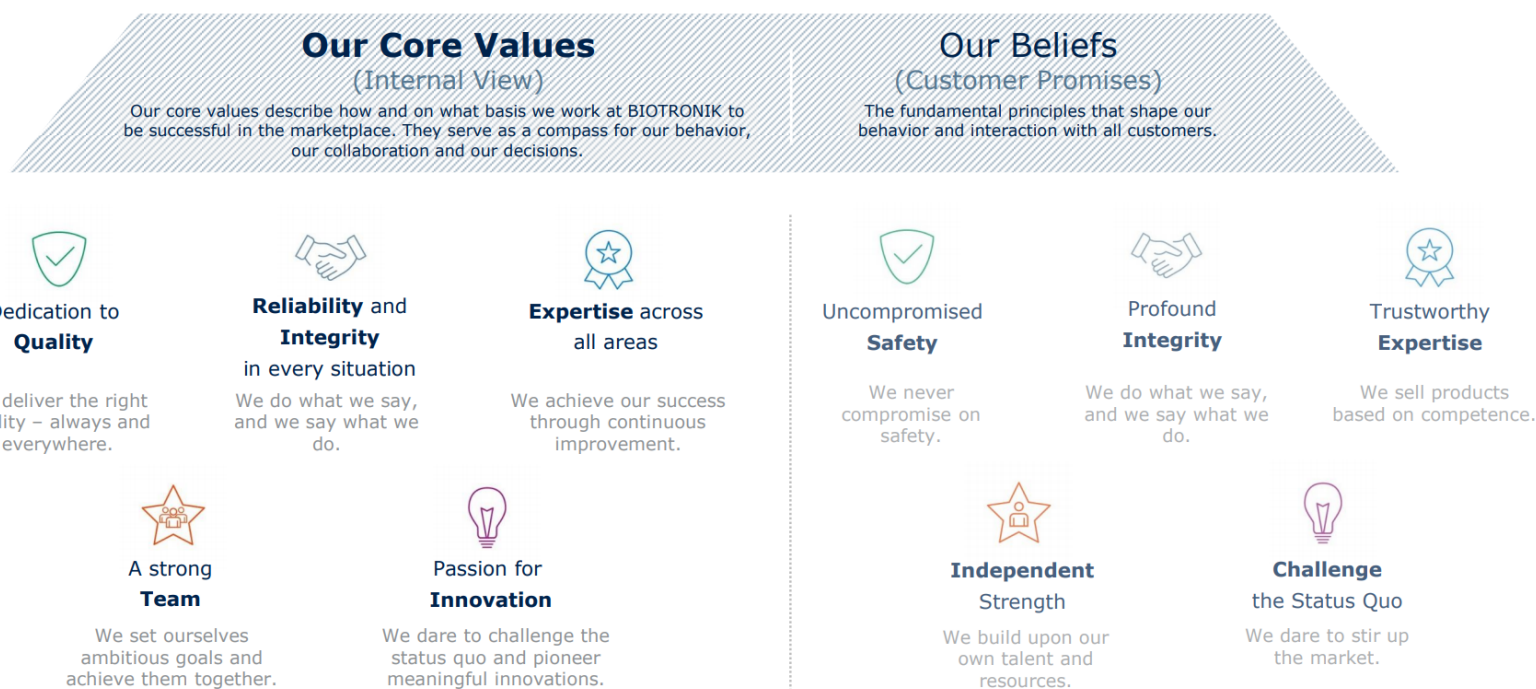 Our Core Values
(Internal View)
Our core values describe how and on what basis we work at BIOTRONIK to
be successful in the marketplace. They serve as a compass for our behavior,
our collaboration and our decisions.
Our Beliefs
(Customer Promises)
The fundamental principles that shape our
behavior and interaction with all customers.
edication to
Quality
deliver the right
lity – always and
everywhere.
Reliability and
Integrity
in every situation
We do what we say,
and we say what we
do.
Expertise across
all areas
We achieve our success
through continuous
improvement.
A strong
Team
We set ourselves
ambitious goals and
achieve them together.
Passion for
Innovation
We dare to challenge the
status quo and pioneer
meaningful innovations.
Uncompromised
Safety
We never
compromise on
safety.
Profound
Integrity
We do what we say,
and we say what we
do.
Trustworthy
Expertise
We sell products
based on competence.
Independent
Strength
We build upon our
own talent and
resources.
Challenge
the Status Quo
We dare to stir up
the market.